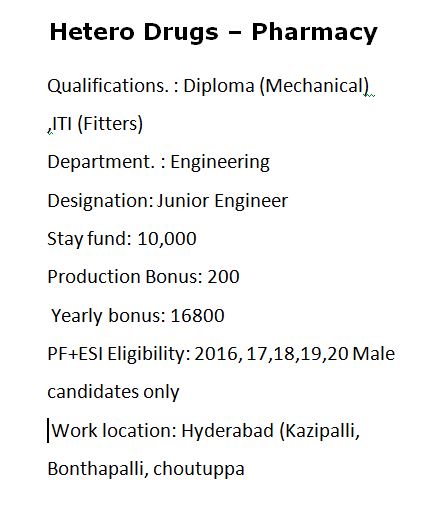 Hetero Drugs – Pharmacy
Qualifications. : Diploma (Mechanical)
,ITI (Fitters)
Department. : Engineering
Designation: Junior Engineer
Stay fund: 10,000
Production Bonus: 200
Yearly bonus: 16800
PF+ESI Eligibility: 2016, 17,18,19,20 Male
candidates only
Work location: Hyderabad (Kazipalli,
Bonthapalli, choutuppa